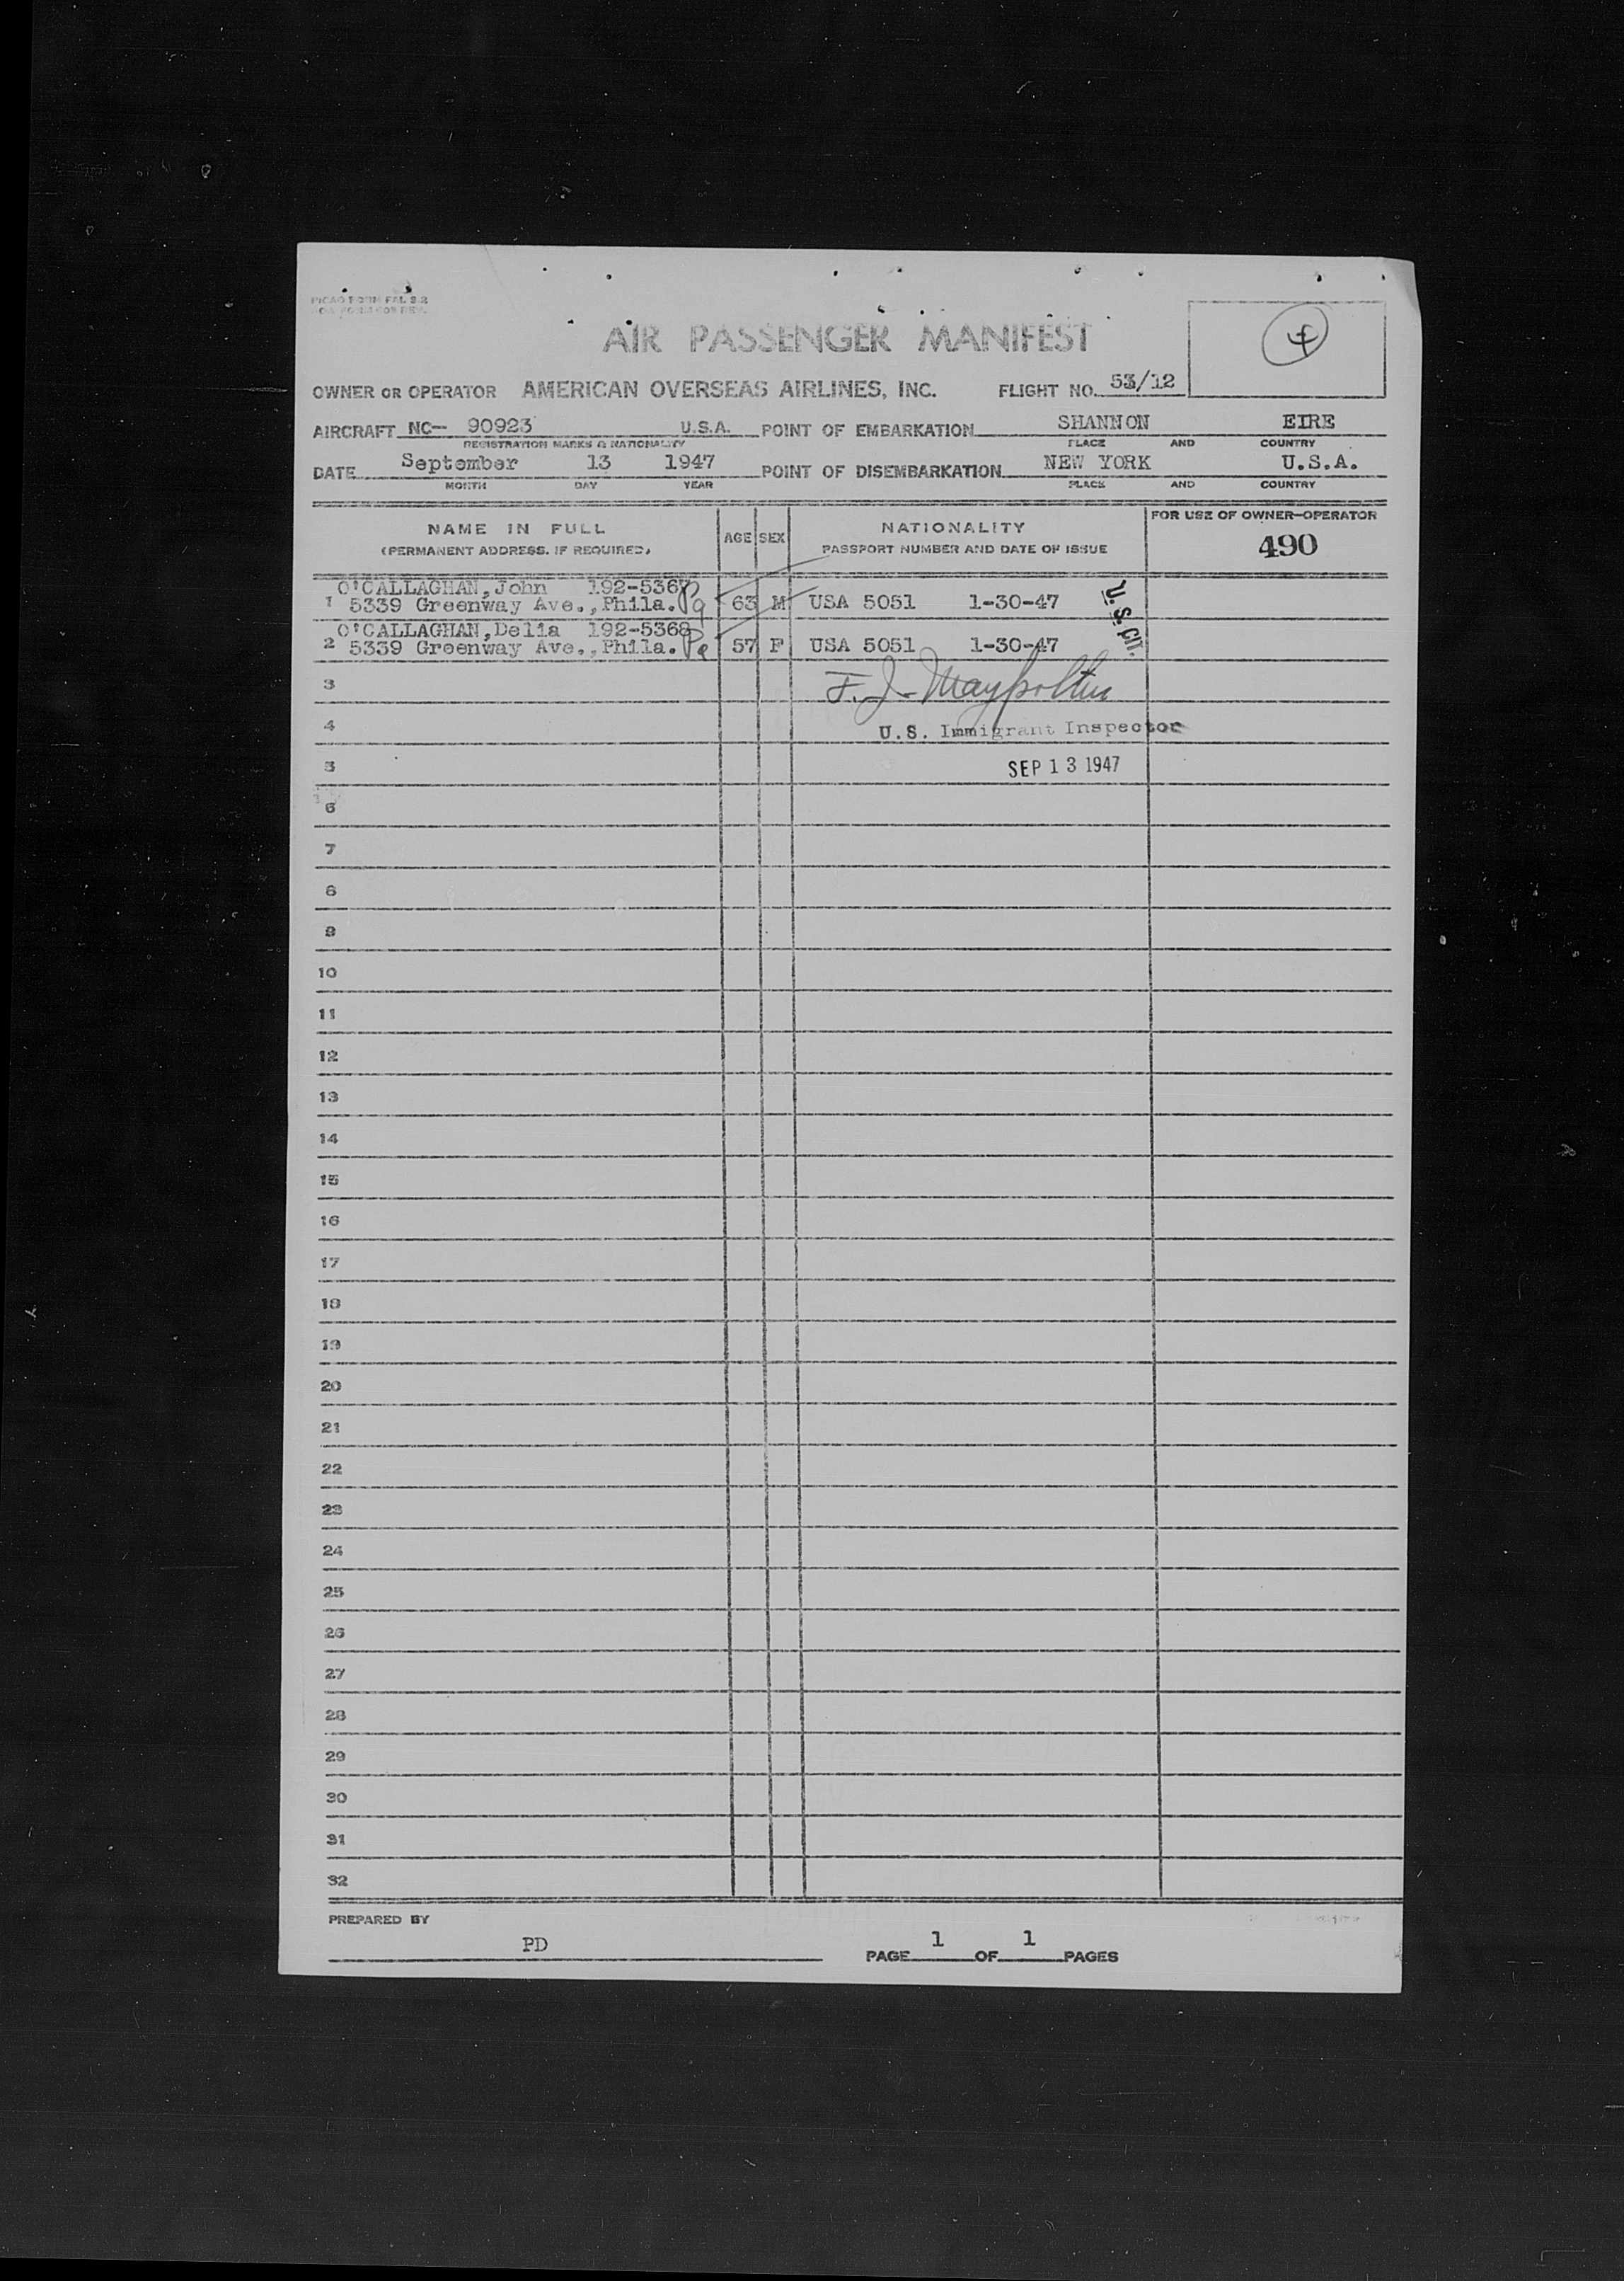 PICAO FORM FAL 2.2
AIR PASSENGER MANIFEST
4
OWNER OR OPERATOR AMERICAN OVERSEAS AIRLINES, INC. FLIGHT NO. 53/12
AIRCRAFT NC-- 90923 U.S.A. POINT OF EMBARKATION SHANNON EIRE
REGISTRATION MARKS & NATIONALITY PLACE AND COUNTRY
DATE September 13 1947 POINT OF DISEMBARKATION NEW YORK U.S.A.
MONTH DAY YEAR PLACE AND COUNTRY
NAME IN FULL AGE SEX NATIONALITY FOR USE OF OWNER-OPERATOR
(PERMANENT ADDRESS, IF REQUIRED) PASSPORT NUMBER AND DATE OF ISSUE 490
O'CALLAGHAN, John 192-5367
1 5339 Greenway Ave., Phila. Pa 63 M USA 5051 1-30-47 U.S. Cit.
O'CALLAGHAN, Delia 192-5368
2 5339 Greenway Ave., Phila. Pa 57 F USA 5051 1-30-47
3 F. J.
4 U.S. Immigrant Inspector
5 SEP 13 1947
6
7
8
9
10
11
12
13
14
15
16
17
18
19
20
21
22
23
24
25
26
27
28
29
30
31
32
PREPARED BY
PD PAGE 1 OF 1 PAGES